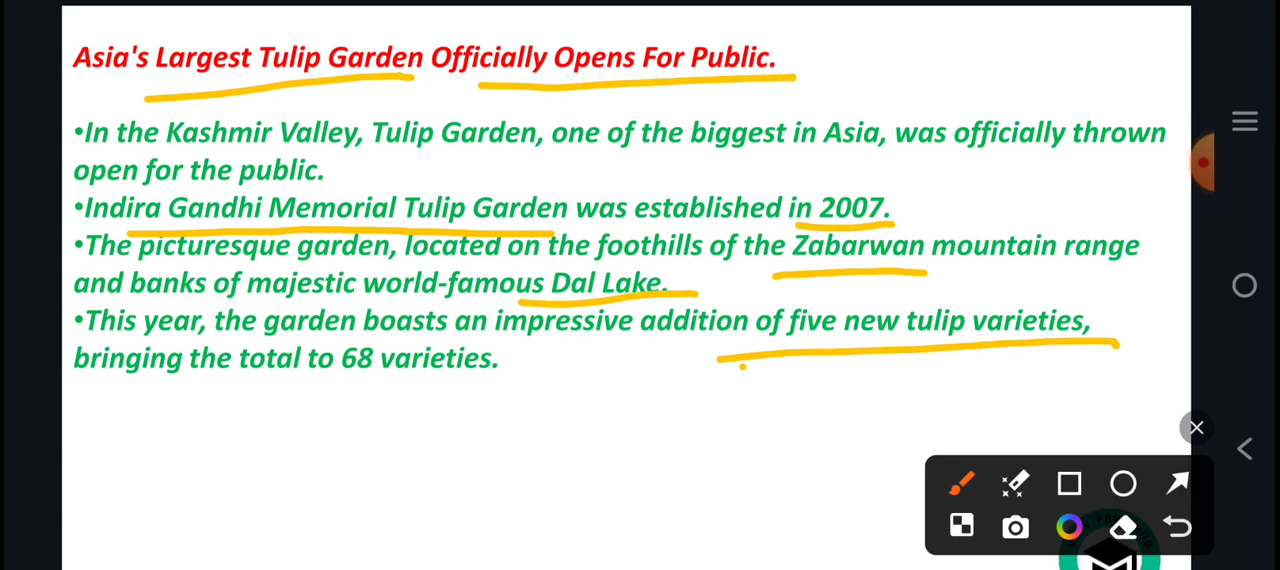 Asia's Largest Tulip Garden Officially Opens For Public.
•In the Kashmir Valley, Tulip Garden, one of the biggest in Asia, was officially thrown
open for the public.
•Indira Gandhi Memorial Tulip Garden was established in 2007.
•The picturesque garden, located on the foothills of the Zabarwan mountain range
and banks of majestic world-famous Dal Lake.
•This year, the garden boasts an impressive addition of five new tulip varieties,
bringing the total to 68 varieties.